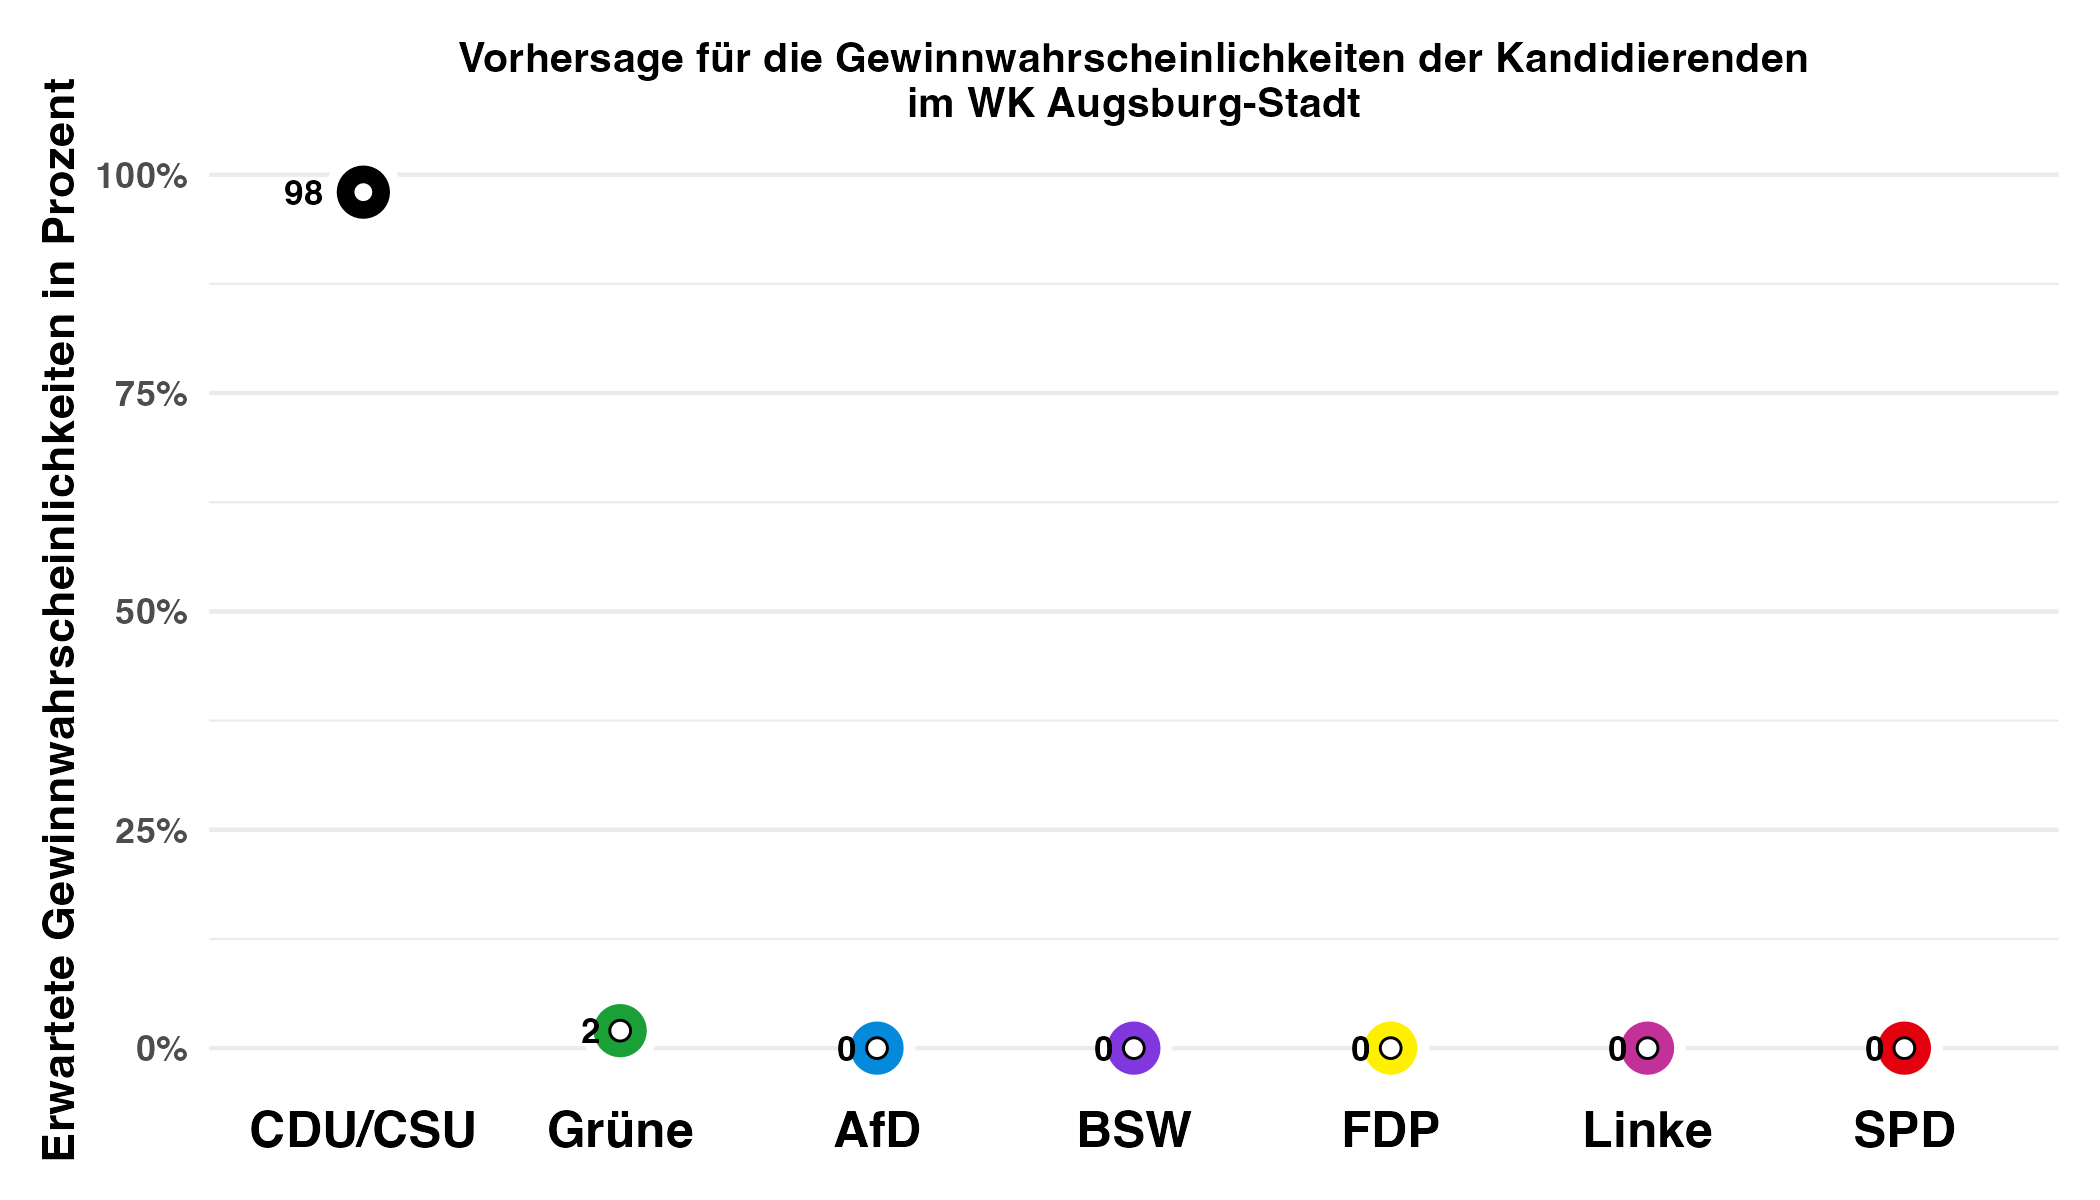 Vorhersage für die Gewinnwahrscheinlichkeiten der Kandidierenden
im WK Augsburg-Stadt
Erwartete Gewinnwahrscheinlichkeiten in Prozent
100%
75%
50%
25%
0%
98
2
0
0
0
0
0
CDU/CSU
Grüne
AfD
BSW
FDP
Linke
SPD